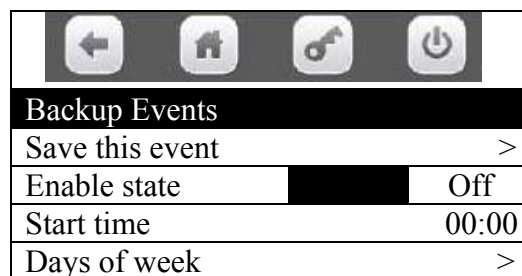 Backup Events
Save this event >
Enable state Off
Start time 00:00
Days of week >